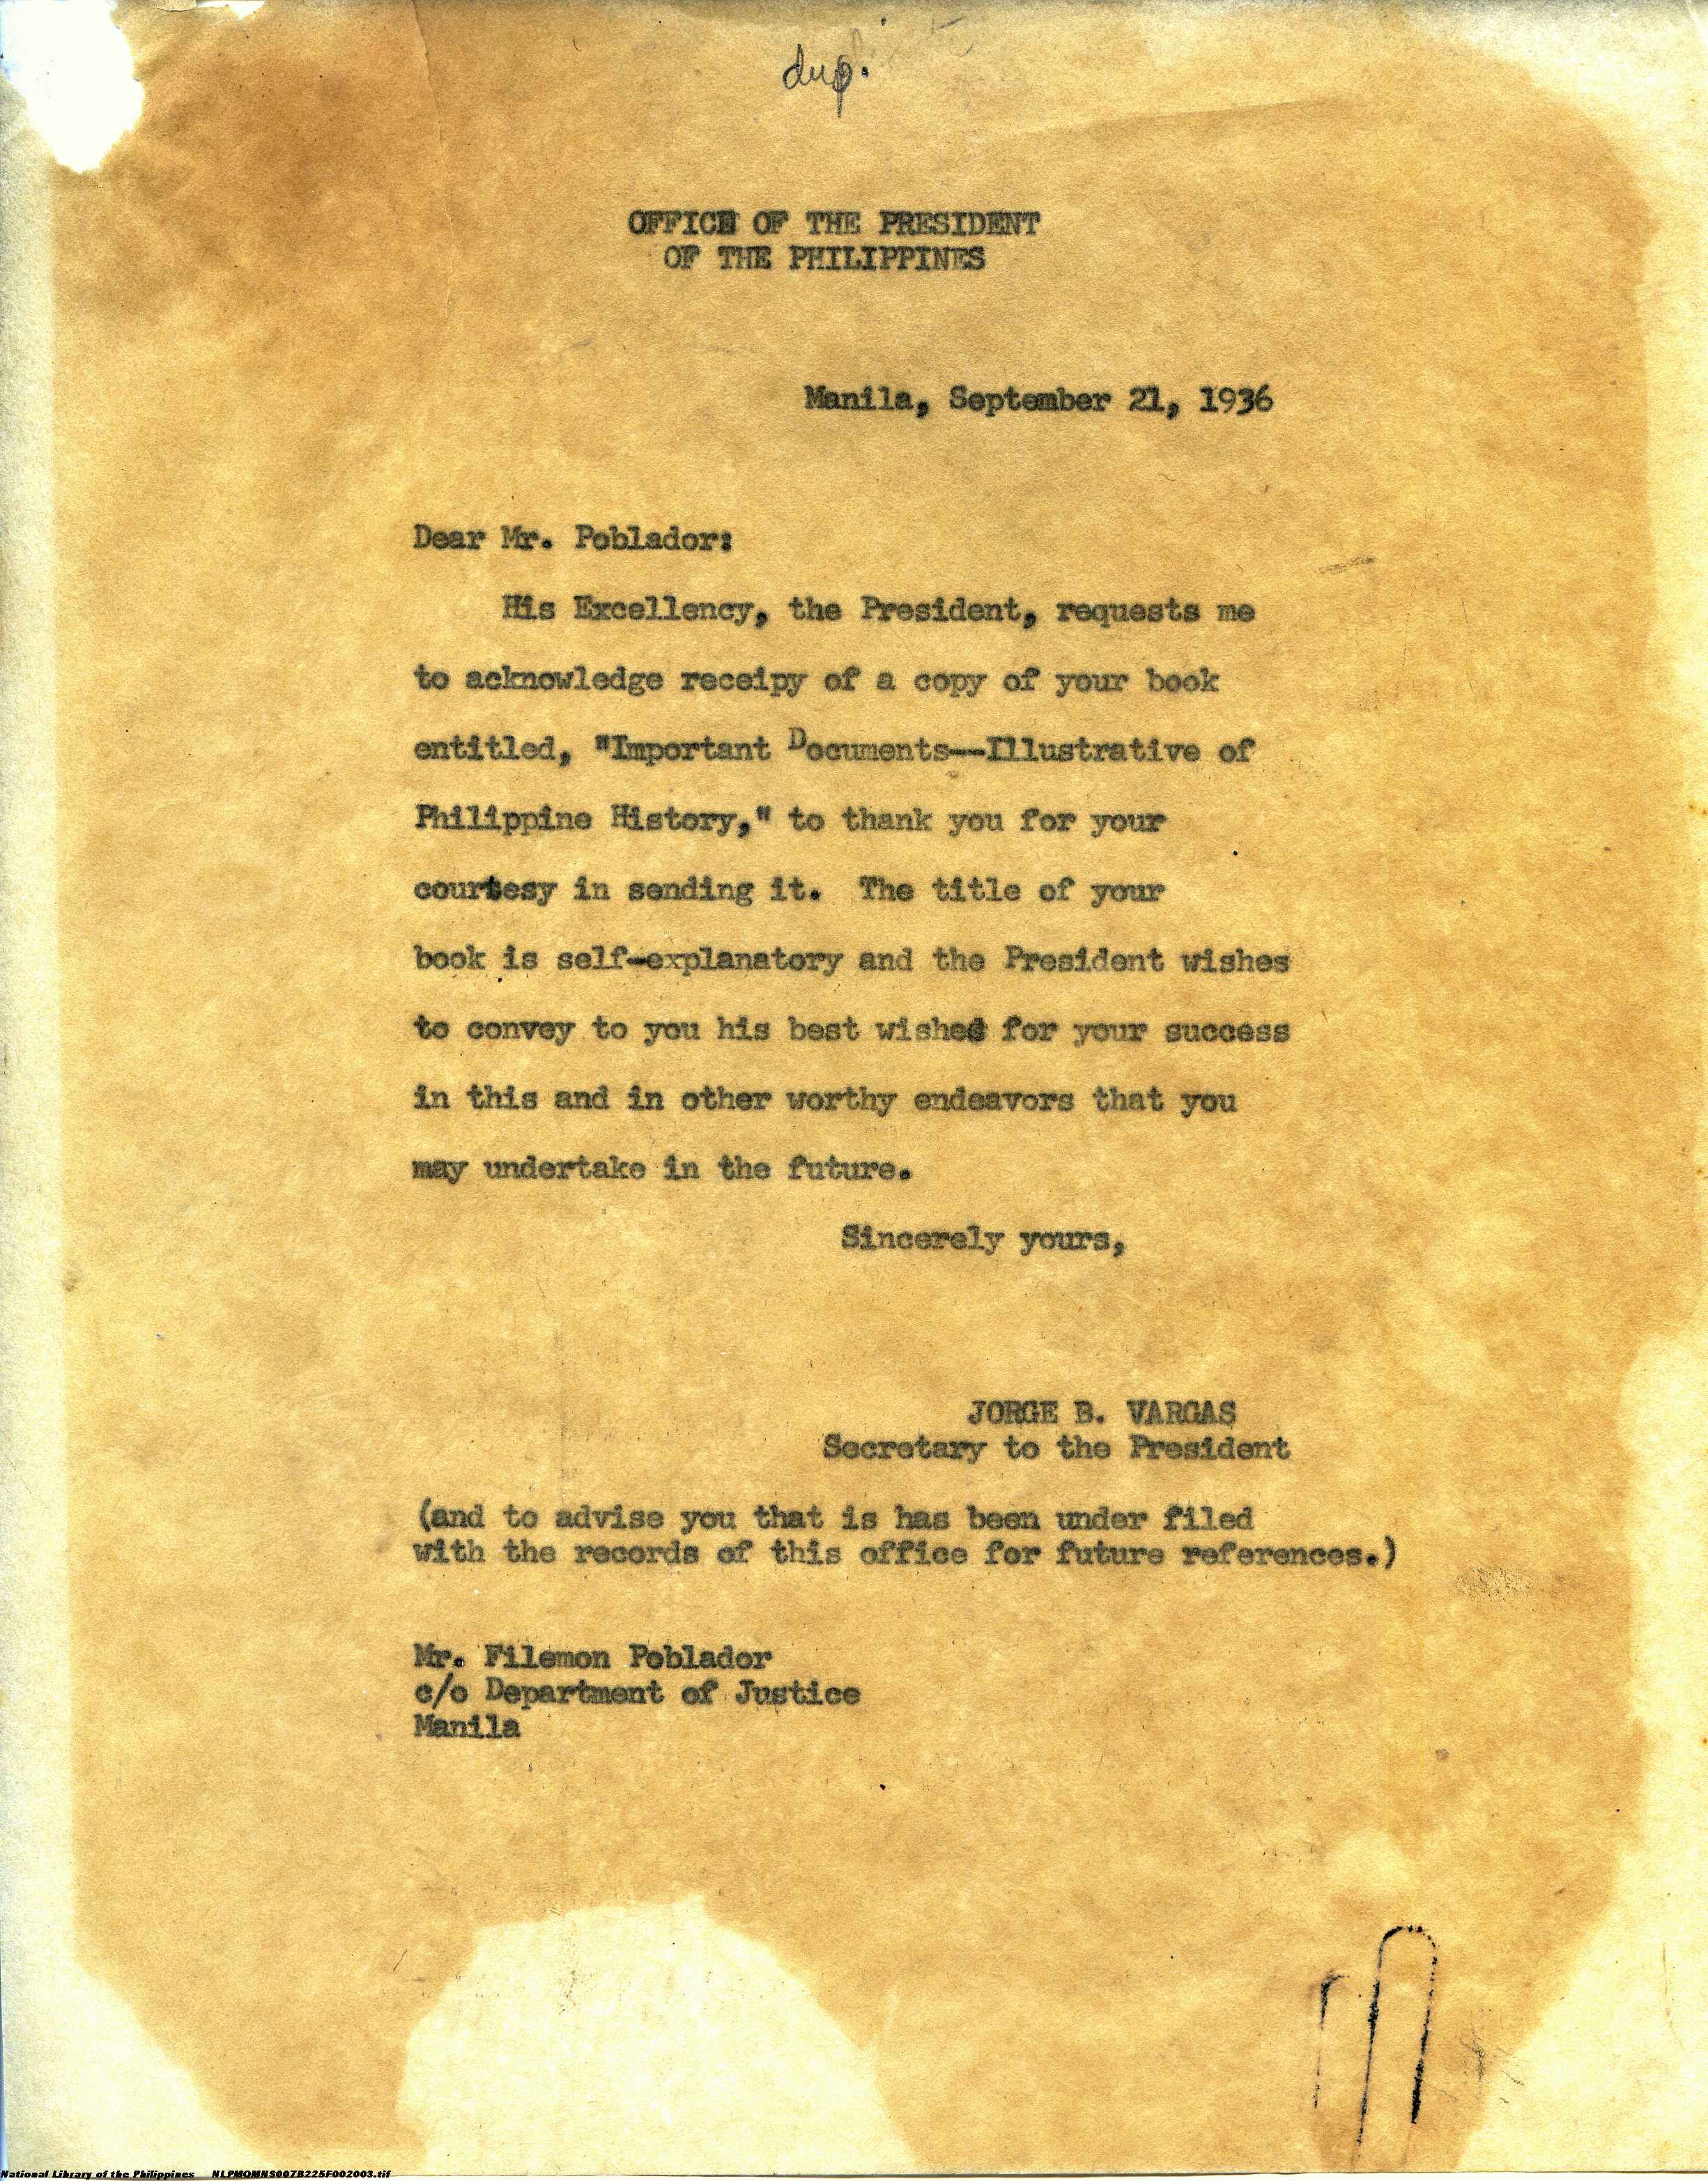 dup.
OFFICE OF THE PRESIDENT
OF THE PHILIPPINES
Manila, September 21, 1936
Dear Mr. Poblador:
His Excellency, the President, requests me
to acknowledge receipy of a copy of your book
entitled, "Important Documents--Illustrative of
Philippine History," to thank you for your
courtesy in sending it. The title of your
book is self-explanatory and the President wishes
to convey to you his best wishes for your success
in this and in other worthy endeavors that you
may undertake in the future.
Sincerely yours,
JORGE B. VARGAS
Secretary to the President
(and to advise you that is has been under filed
with the records of this office for future references.)
Mr. Filemon Poblador
c/o Department of Justice
Manila
National Library of the Philippines NLPMQMNS007B225F002003.tif